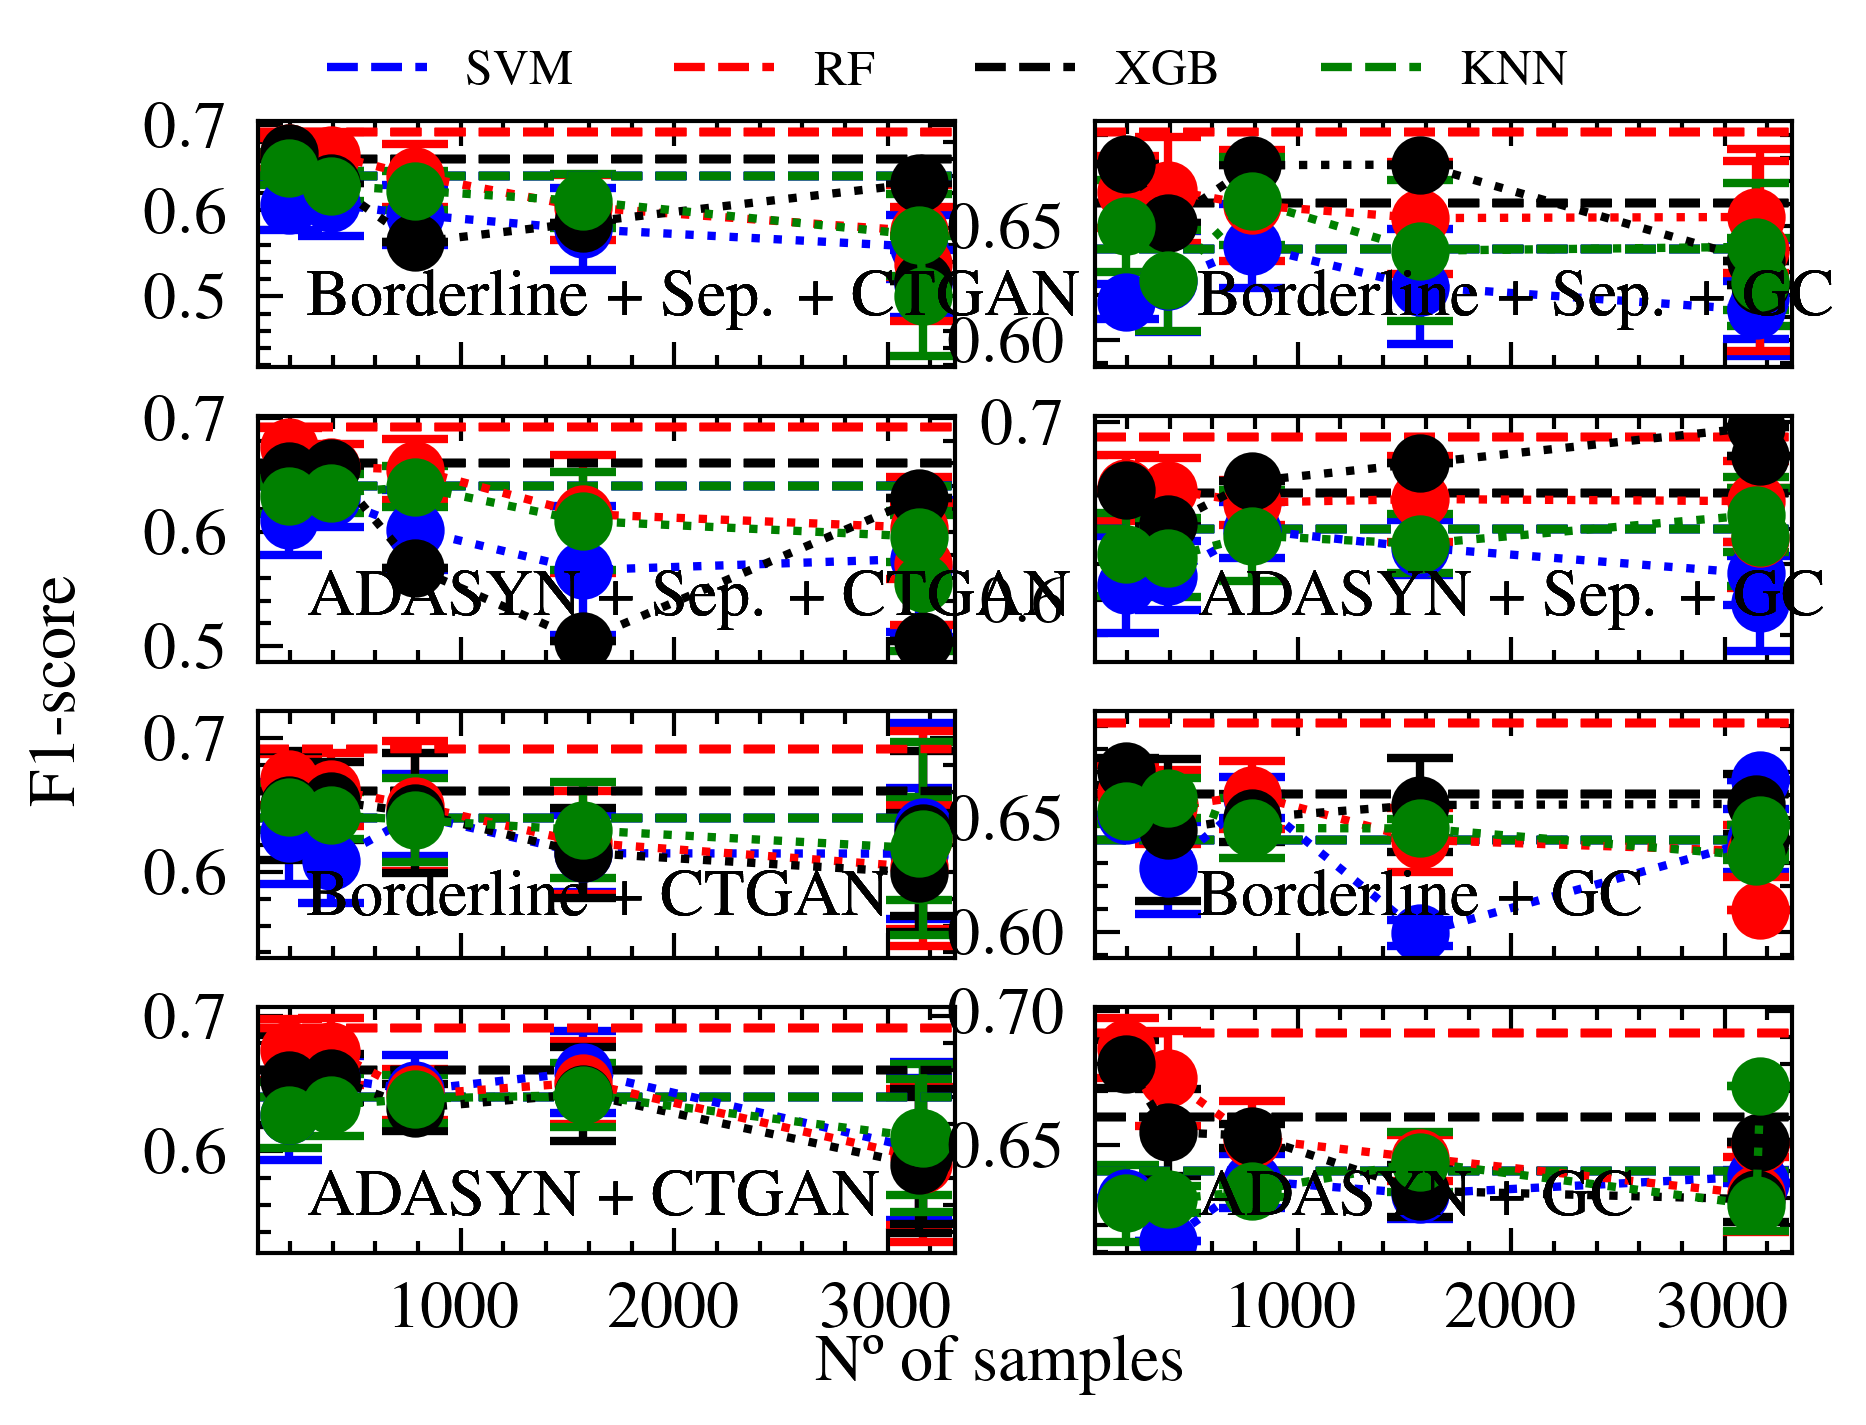 SVM RF XGB KNN
0.7
0.6
0.5
Borderline + Sep. + CTGAN
0.65
0.60
Borderline + Sep. + GC
0.7
0.6
0.5
ADASYN + Sep. + CTGAN
0.7
0.6
ADASYN + Sep. + GC
F1-score
0.7
0.6
Borderline + CTGAN
0.65
0.60
Borderline + GC
0.7
0.6
ADASYN + CTGAN
0.70
0.65
ADASYN + GC
1000 2000 3000
1000 2000 3000
Nº of samples